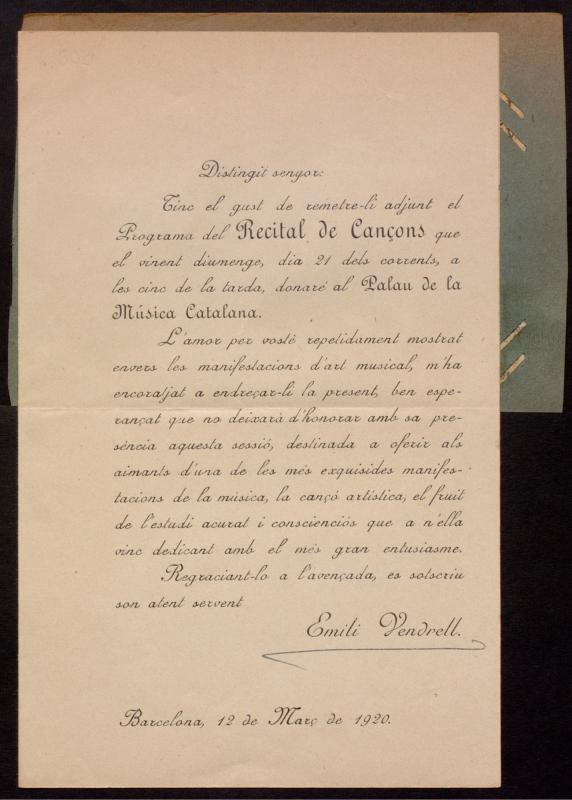 Distingit senyor:
Tinc el gust de remetre-li adjunt el
Programa del Recital de Cançons que
el vinent diumenge, dia 21 dels corrents, a
les cinc de la tarda, donaré al Palau de la
Música Catalana.
L'amor per vosté repetidament mostrat
envers les manifestacions d'art musical, m'ha
encoratjat a endreçar-li la present, ben espe-
rançat que no deixarà d'honorar amb sa pre-
sència aquesta sessió, destinada a oferir als
aimants d'una de les més exquisides manifes-
tacions de la música, la cançó artística, el fruit
de l'estudi acurat i conscienciós que a n'ella
vinc dedicant amb el més gran entusiasme.
Regraciant-lo a l'avençada, es sotscriu
son atent servent
Emili Vendrell.
Barcelona, 12 de Març de 1920.